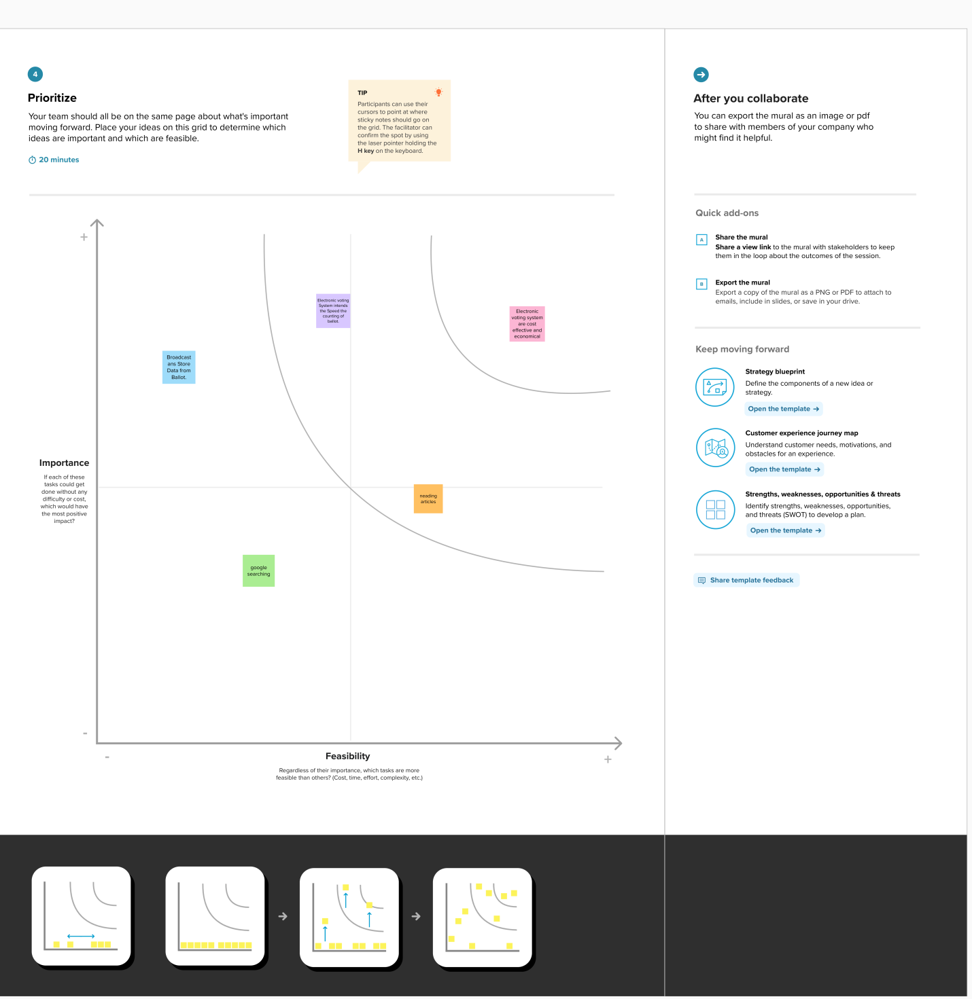 4
Prioritize
Your team should all be on the same page about what's important
moving forward. Place your ideas on this grid to determine which
ideas are important and which are feasible.
20 minutes
TIP
Participants can use their
cursors to point at where
sticky notes should go on
the grid. The facilitator can
confirm the spot by using
the laser pointer holding the
H key on the keyboard.
+
Electronic voting
System intends
the Speed the
counting of
ballot.
Electronic
voting system
are cost
effective and
economical
Broadcast
ans Store
Data from
Ballot.
Importance
If each of these
tasks could get
done without any
difficulty or cost,
which would have
the most positive
impact?
neading
articles
google
searching
-
-
Feasibility
+
Regardless of their importance, which tasks are more
feasible than others? (Cost, time, effort, complexity, etc.)
After you collaborate
You can export the mural as an image or pdf
to share with members of your company who
might find it helpful.
Quick add-ons
A
Share the mural
Share a view link to the mural with stakeholders to keep
them in the loop about the outcomes of the session.
B
Export the mural
Export a copy of the mural as a PNG or PDF to attach to
emails, include in slides, or save in your drive.
Keep moving forward
Strategy blueprint
Define the components of a new idea or
strategy.
Open the template →
Customer experience journey map
Understand customer needs, motivations, and
obstacles for an experience.
Open the template →
Strengths, weaknesses, opportunities & threats
Identify strengths, weaknesses, opportunities,
and threats (SWOT) to develop a plan.
Open the template →
Share template feedback